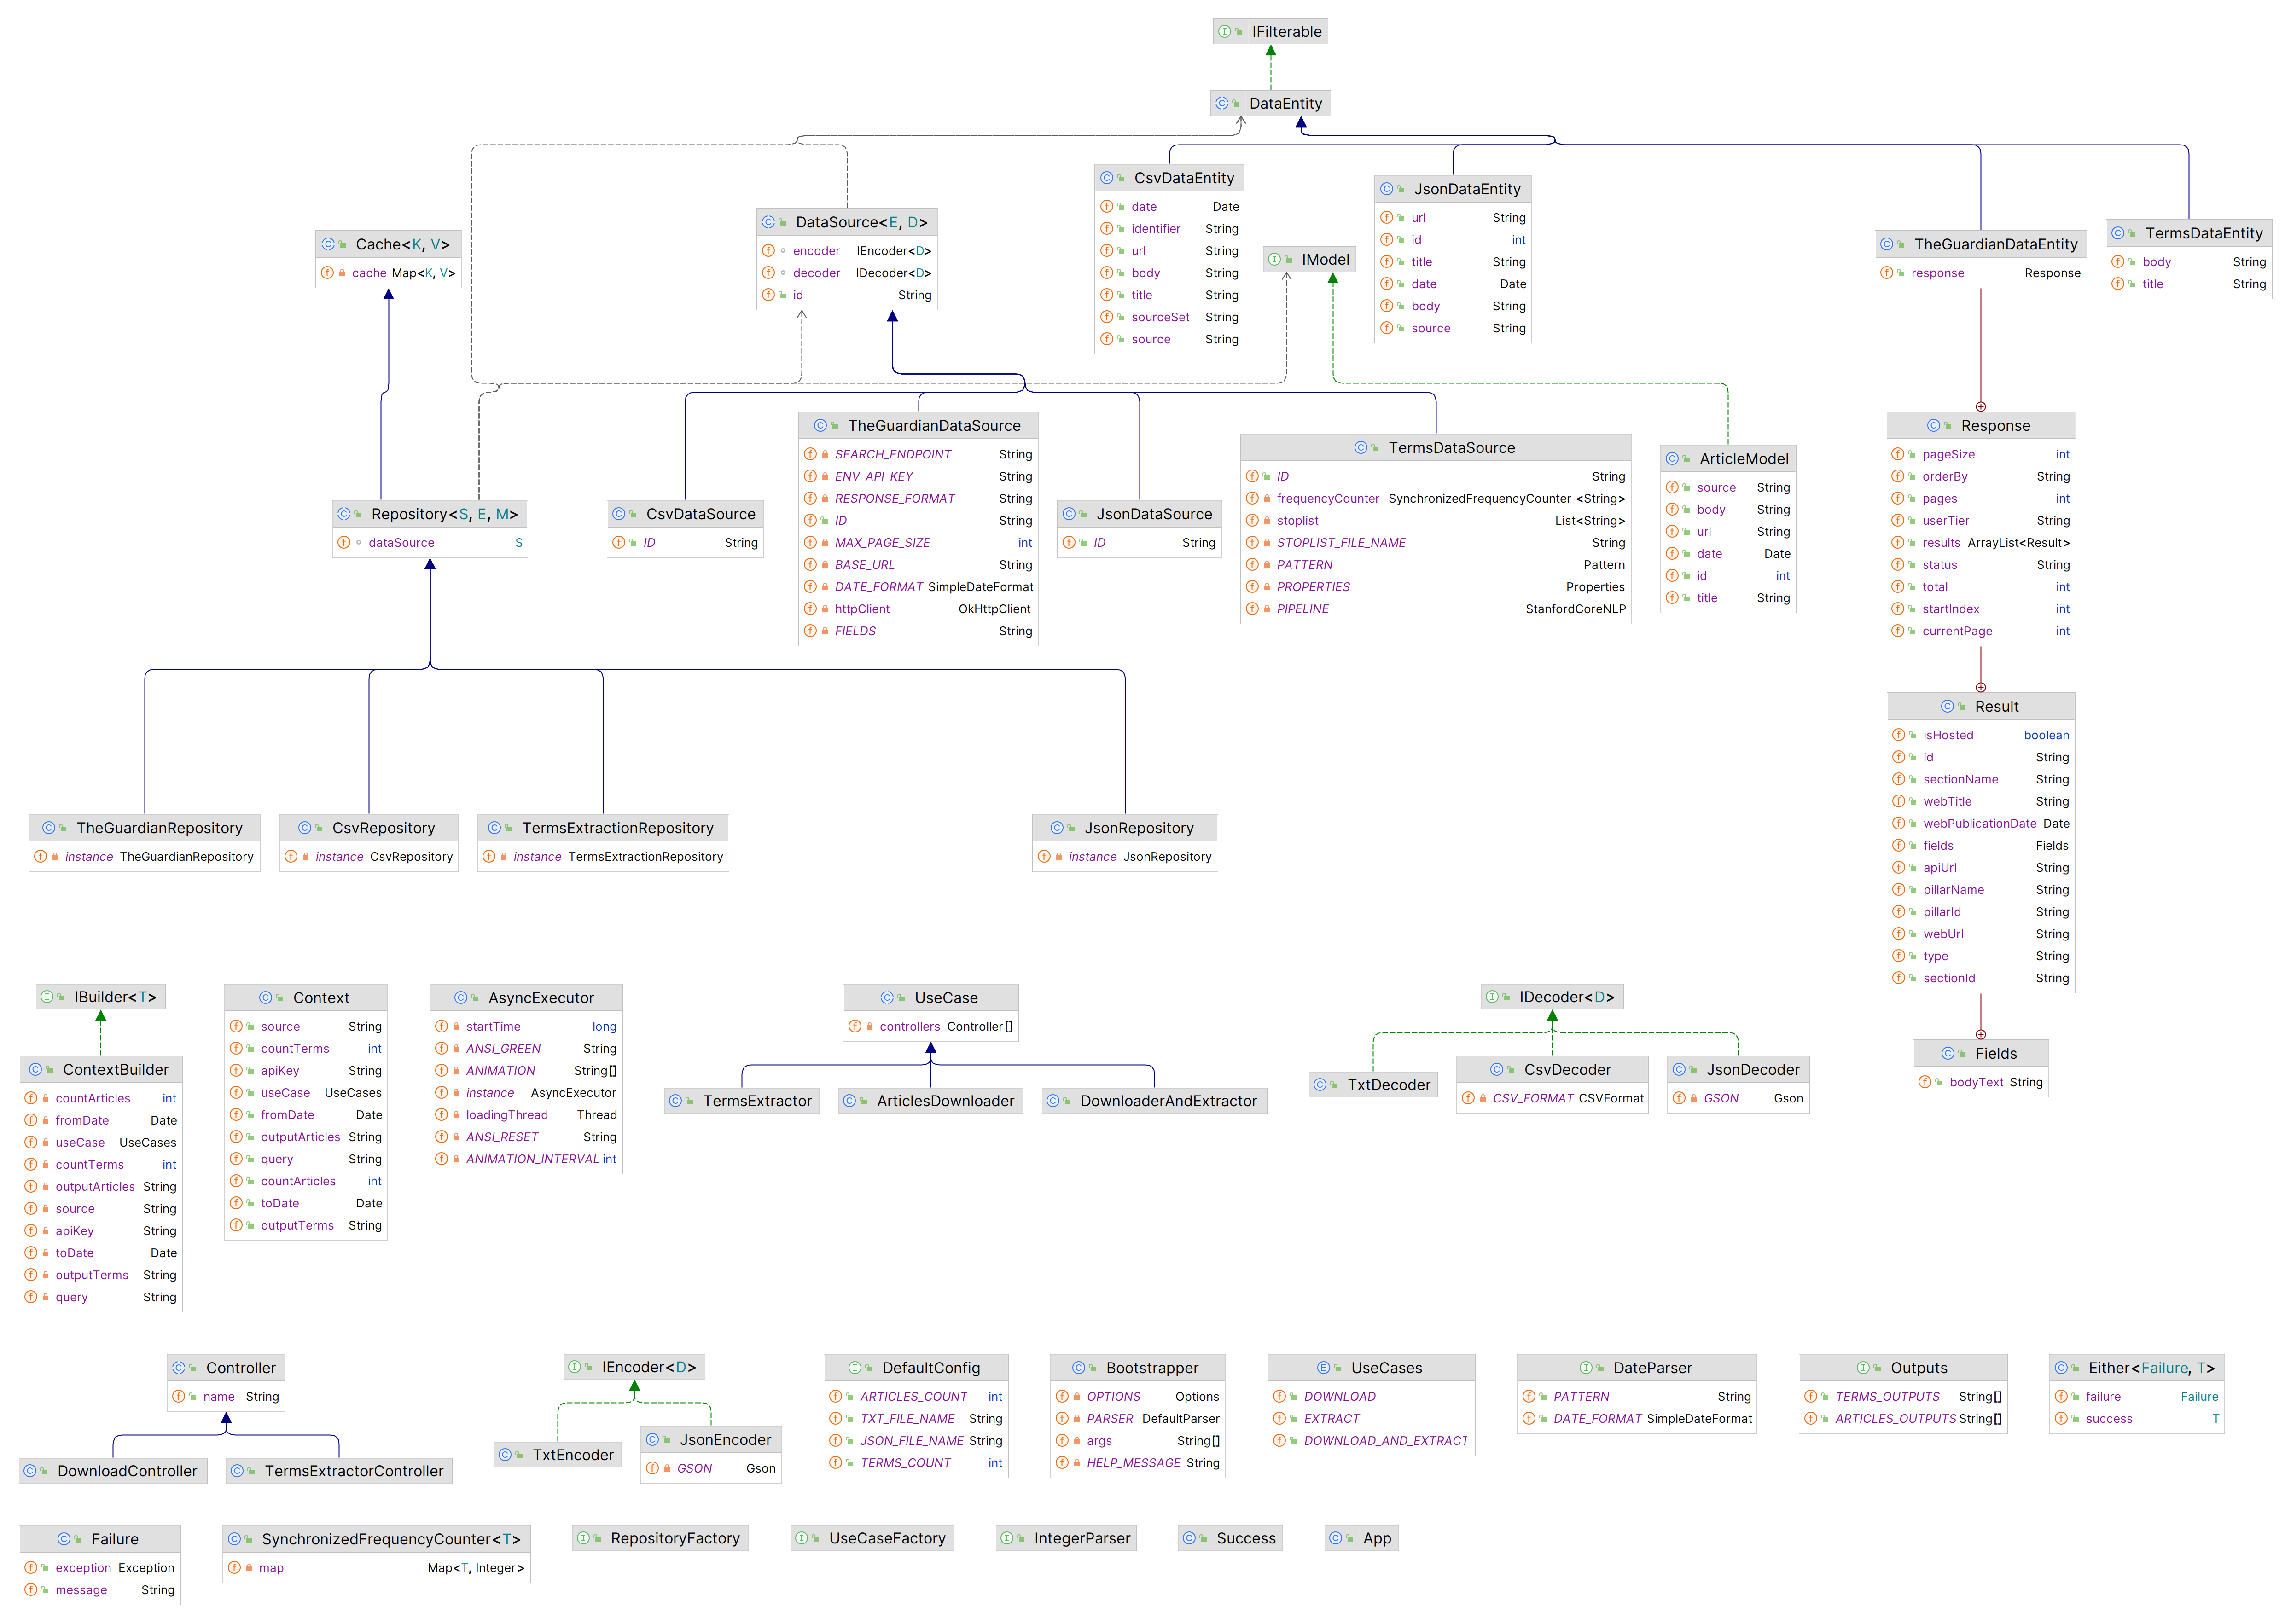 IFilterable
DataEntity
CsvDataEntity
date Date
identifier String
url String
body String
title String
sourceSet String
source String
JsonDataEntity
url String
id int
title String
date Date
body String
source String
DataSource<E, D>
encoder IEncoder<D>
decoder IDecoder<D>
id String
Cache<K, V>
cache Map<K, V>
IModel
TheGuardianDataEntity
response Response
TermsDataEntity
body String
title String
Repository<S, E, M>
dataSource S
CsvDataSource
ID String
TheGuardianDataSource
SEARCH_ENDPOINT String
ENV_API_KEY String
RESPONSE_FORMAT String
ID String
MAX_PAGE_SIZE int
BASE_URL String
DATE_FORMAT SimpleDateFormat
httpClient OkHttpClient
FIELDS String
JsonDataSource
ID String
TermsDataSource
ID String
frequencyCounter SynchronizedFrequencyCounter <String>
stoplist List<String>
STOPLIST_FILE_NAME String
PATTERN Pattern
PROPERTIES Properties
PIPELINE StanfordCoreNLP
ArticleModel
source String
body String
url String
date Date
id int
title String
Response
pageSize int
orderBy String
pages int
userTier String
results ArrayList<Result>
status String
total int
startIndex int
currentPage int
Result
isHosted boolean
id String
sectionName String
webTitle String
webPublicationDate Date
fields Fields
apiUrl String
pillarName String
pillarId String
webUrl String
type String
sectionId String
TheGuardianRepository
instance TheGuardianRepository
CsvRepository
instance CsvRepository
TermsExtractionRepository
instance TermsExtractionRepository
JsonRepository
instance JsonRepository
IBuilder<T>
ContextBuilder
countArticles int
fromDate Date
useCase UseCases
countTerms int
outputArticles String
source String
apiKey String
toDate Date
outputTerms String
query String
Context
source String
countTerms int
apiKey String
useCase UseCases
fromDate Date
outputArticles String
query String
countArticles int
toDate Date
outputTerms String
AsyncExecutor
startTime long
ANSI_GREEN String
ANIMATION String[]
instance AsyncExecutor
loadingThread Thread
ANSI_RESET String
ANIMATION_INTERVAL int
UseCase
controllers Controller[]
TermsExtractor
ArticlesDownloader
DownloaderAndExtractor
IDecoder<D>
TxtDecoder
CsvDecoder
CSV_FORMAT CSVFormat
JsonDecoder
GSON Gson
Fields
bodyText String
Controller
name String
DownloadController
TermsExtractorController
IEncoder<D>
TxtEncoder
JsonEncoder
GSON Gson
DefaultConfig
ARTICLES_COUNT int
TXT_FILE_NAME String
JSON_FILE_NAME String
TERMS_COUNT int
Bootstrapper
OPTIONS Options
PARSER DefaultParser
args String[]
HELP_MESSAGE String
UseCases
DOWNLOAD
EXTRACT
DOWNLOAD_AND_EXTRACT
DateParser
PATTERN String
DATE_FORMAT SimpleDateFormat
Outputs
TERMS_OUTPUTS String[]
ARTICLES_OUTPUTS String[]
Either<Failure, T>
failure Failure
success T
Failure
exception Exception
message String
SynchronizedFrequencyCounter<T>
map Map<T, Integer>
RepositoryFactory
UseCaseFactory
IntegerParser
Success
App